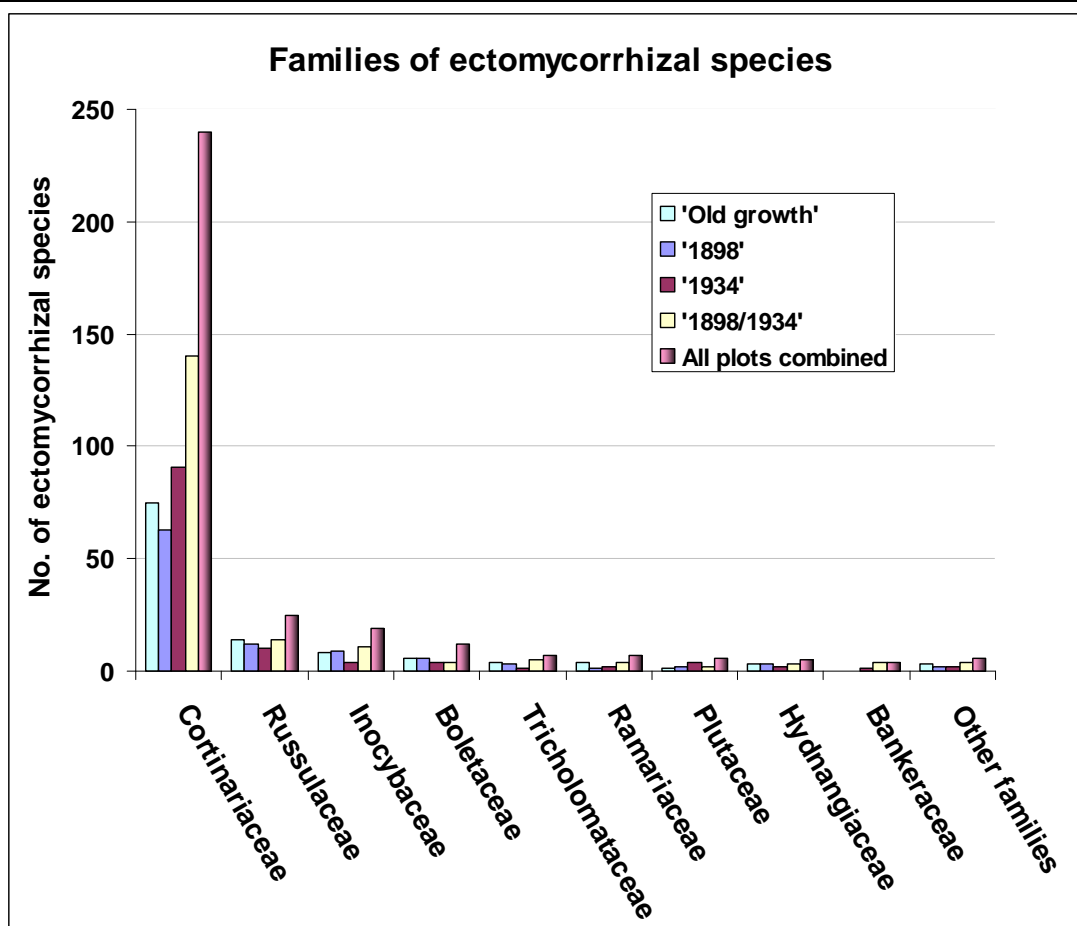 Families of ectomycorrhizal species
No. of ectomycorrhizal species
250
200
150
100
50
0
'Old growth'
'1898'
'1934'
'1898/1934'
All plots combined
Cortinariaceae
Russulaceae
Inocybaceae
Boletaceae
Tricholomataceae
Ramariaceae
Plutaceae
Hydnangiaceae
Bankeraceae
Other families